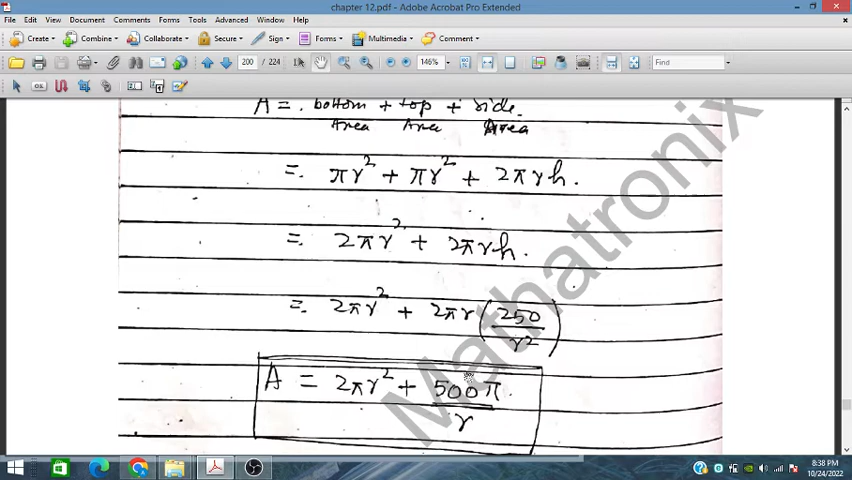 chapter 12.pdf - Adobe Acrobat Pro Extended
File Edit View Document Comments Forms Tools Advanced Window Help
Create Combine Collaborate Secure Sign Forms Multimedia Comment
200 / 224 146% Find
A = . bottom + top + side.
Area Area Area
= . πr² + πr² + 2πrh.
= . 2πr² + 2πrh.
= . 2πr² + 2πr (250/r²)
A = 2πr² + 500π/r
Mathatronix
8:38 PM
10/24/2022